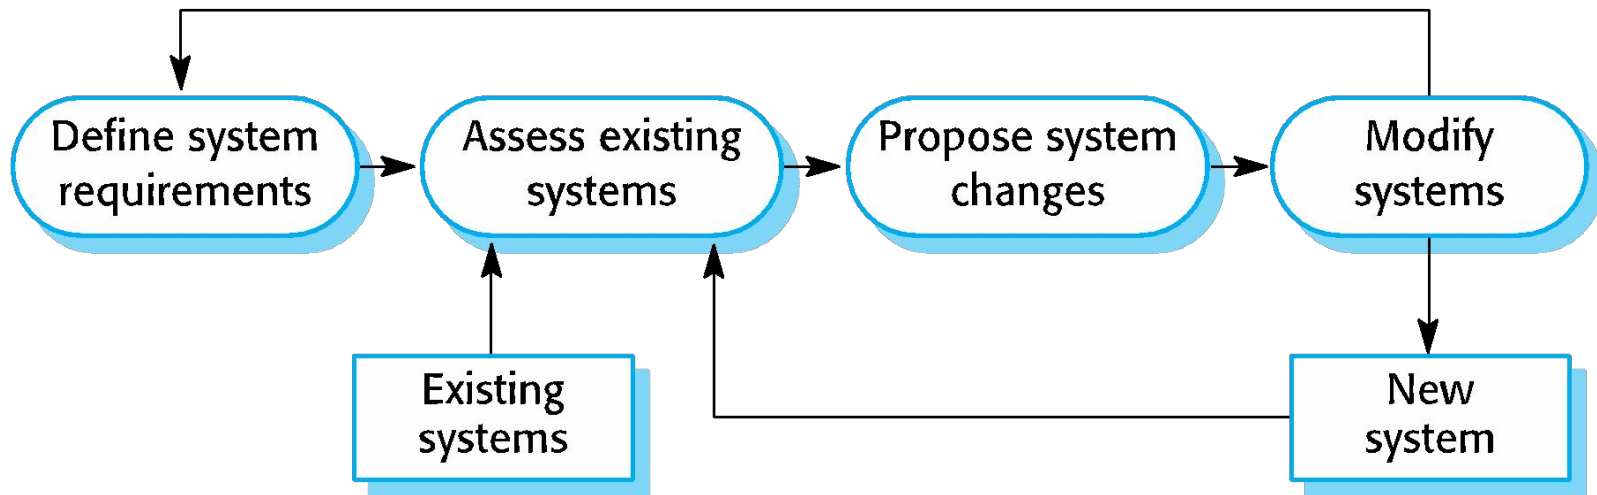 Define system
requirements
Assess existing
systems
Propose system
changes
Modify
systems
Existing
systems
New
system